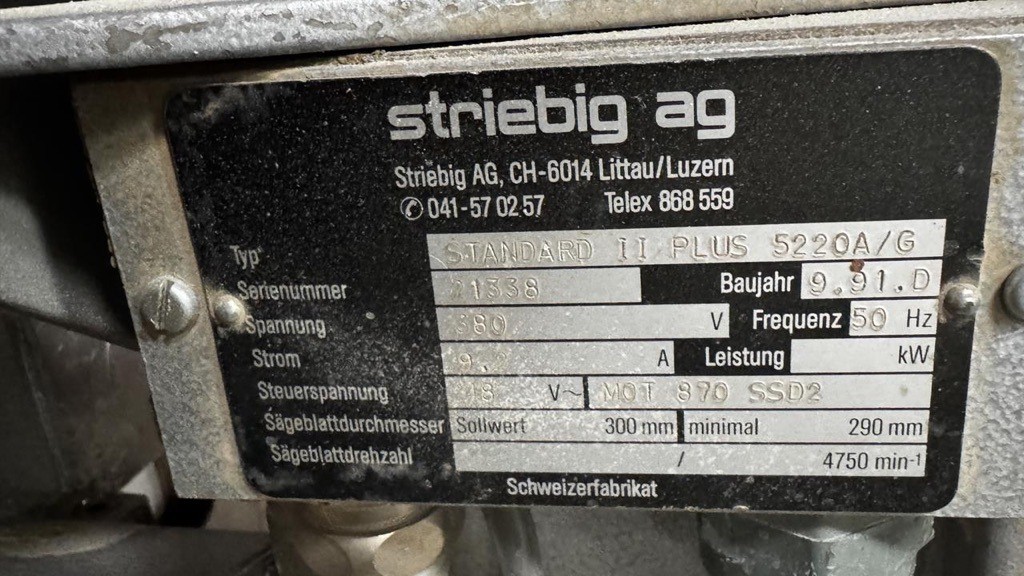 striebig ag
Striebig AG, CH-6014 Littau/Luzern
✆ 041-57 02 57 Telex 868 559
Typ STANDARD II PLUS 5220A/G
Serienummer Baujahr 9.91.D
Spannung 380 V Frequenz 50 Hz
Strom A Leistung kW
Steuerspannung V~ MOT 870 SSD2
Sägeblattdurchmesser Sollwert 300 mm minimal 290 mm
Sägeblattdrehzahl / 4750 min-¹
Schweizerfabrikat